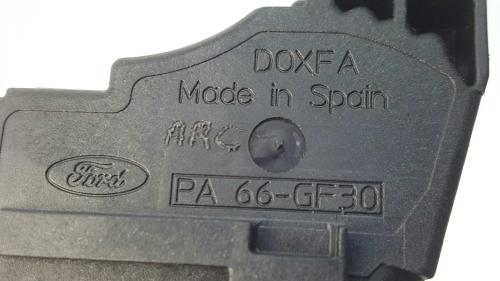 DOXFA
Made in Spain
ARC
Ford
PA 66-GF30